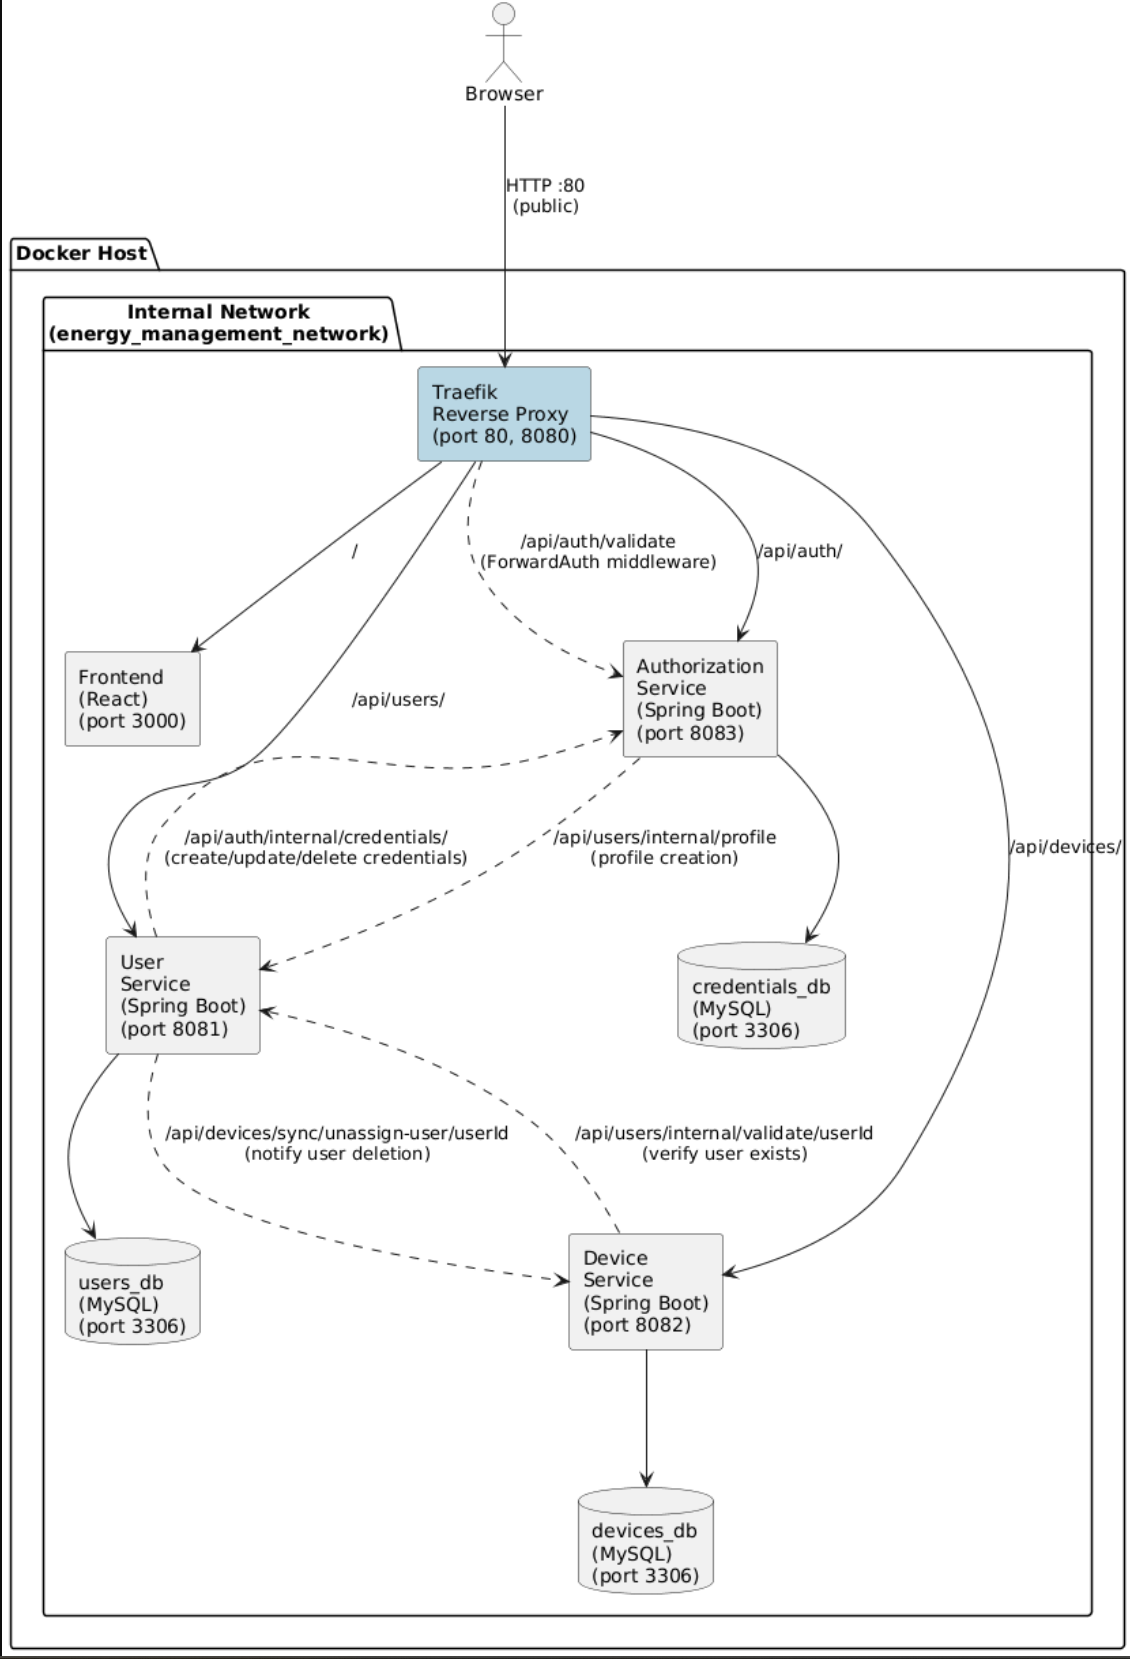 Browser
HTTP :80
(public)
Docker Host
Internal Network
(energy_management_network)
Traefik
Reverse Proxy
(port 80, 8080)
/
/api/auth/validate
(ForwardAuth middleware)
/api/auth/
Frontend
(React)
(port 3000)
/api/users/
Authorization
Service
(Spring Boot)
(port 8083)
/api/auth/internal/credentials/
(create/update/delete credentials)
/api/users/internal/profile
(profile creation)
/api/devices/
User
Service
(Spring Boot)
(port 8081)
credentials_db
(MySQL)
(port 3306)
/api/devices/sync/unassign-user/userId
(notify user deletion)
/api/users/internal/validate/userId
(verify user exists)
users_db
(MySQL)
(port 3306)
Device
Service
(Spring Boot)
(port 8082)
devices_db
(MySQL)
(port 3306)